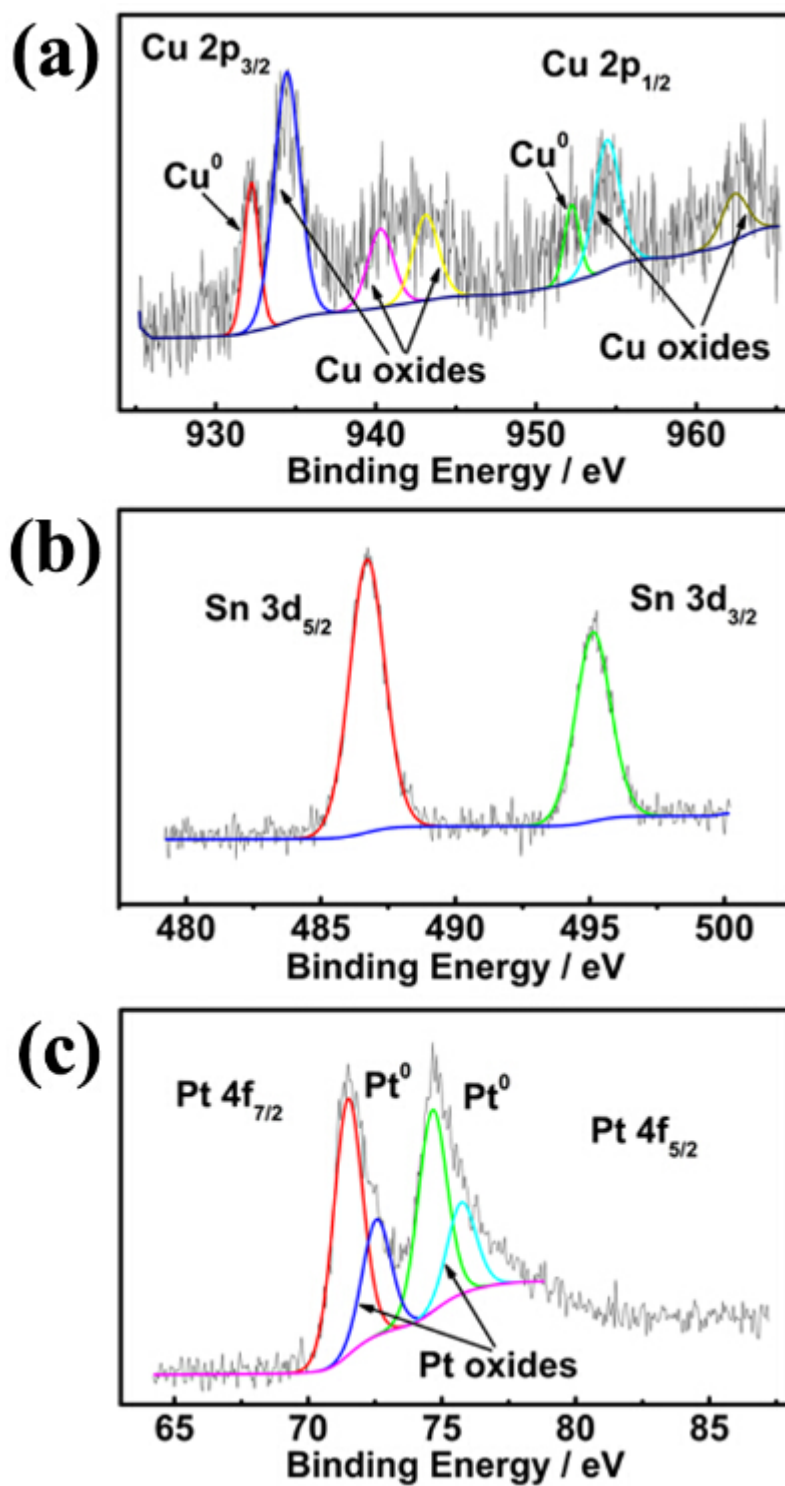 (a)
Cu 2p3/2
Cu 2p1/2
Cu0
Cu0
Cu oxides
Cu oxides
930 940 950 960
Binding Energy / eV
(b)
Sn 3d5/2
Sn 3d3/2
480 485 490 495 500
Binding Energy / eV
(c)
Pt 4f7/2
Pt0
Pt0
Pt 4f5/2
Pt oxides
65 70 75 80 85
Binding Energy / eV